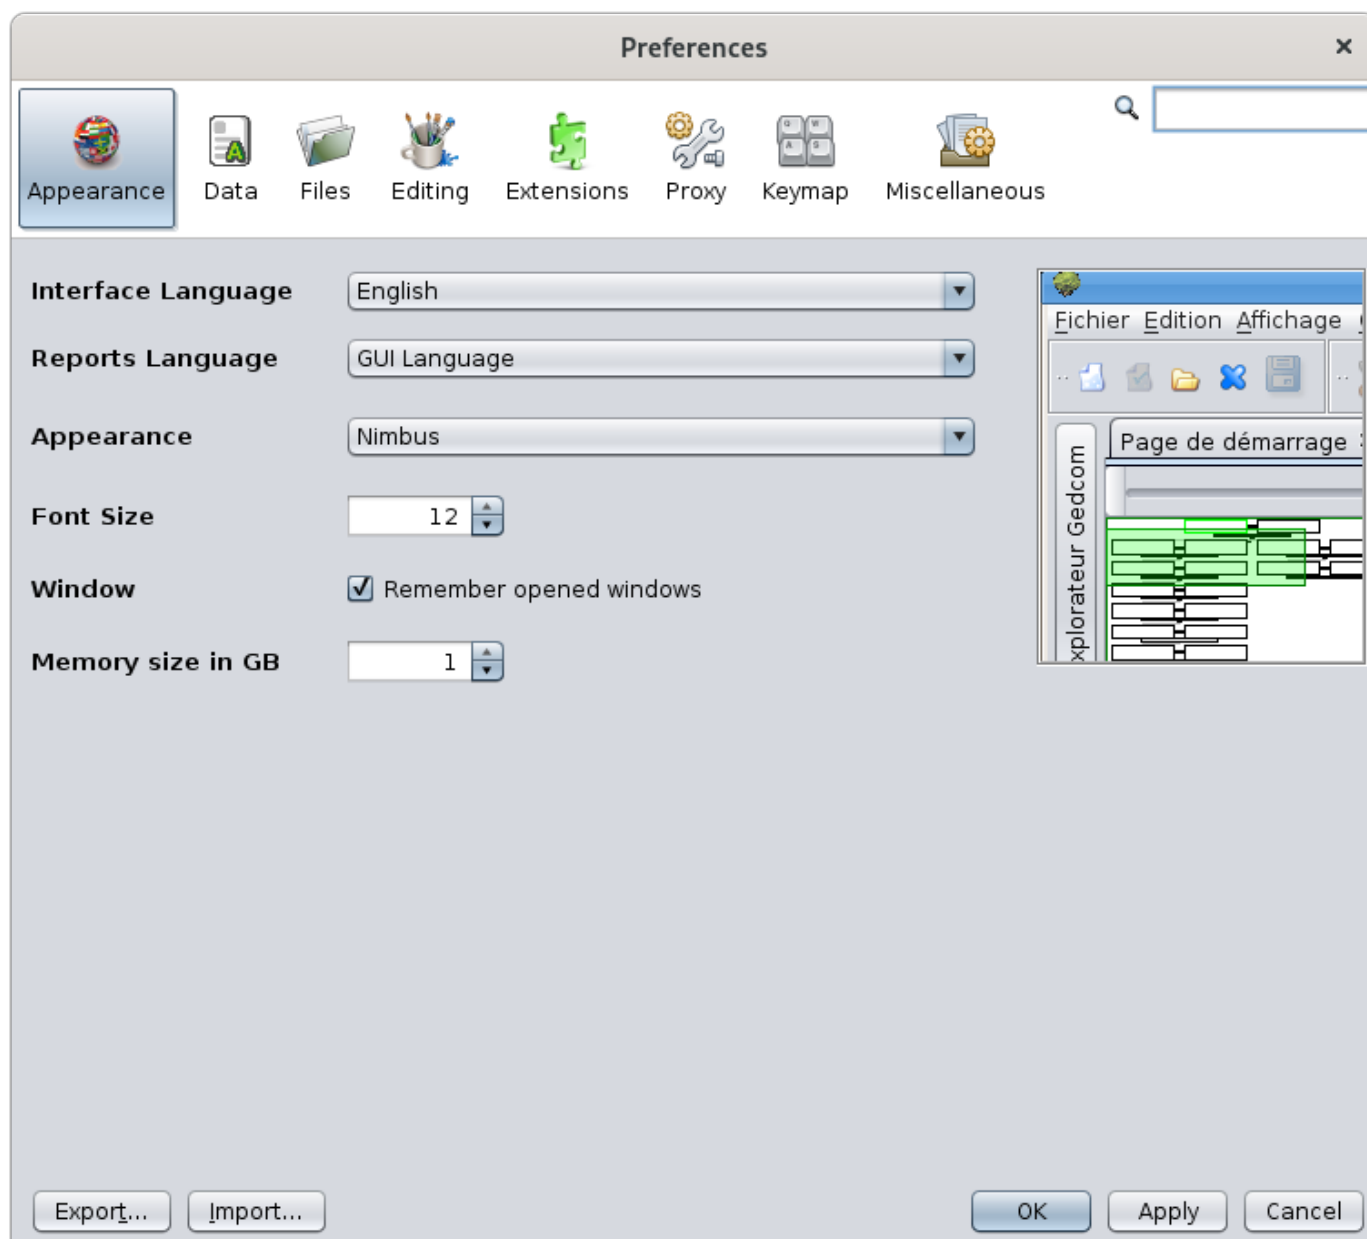 Preferences
Appearance Data Files Editing Extensions Proxy Keymap Miscellaneous
Interface Language English
Reports Language GUI Language
Appearance Nimbus
Font Size 12
Window Remember opened windows
Memory size in GB 1
Fichier Edition Affichage
Page de démarrage
xplorateur Gedcom
Export... Import... OK Apply Cancel